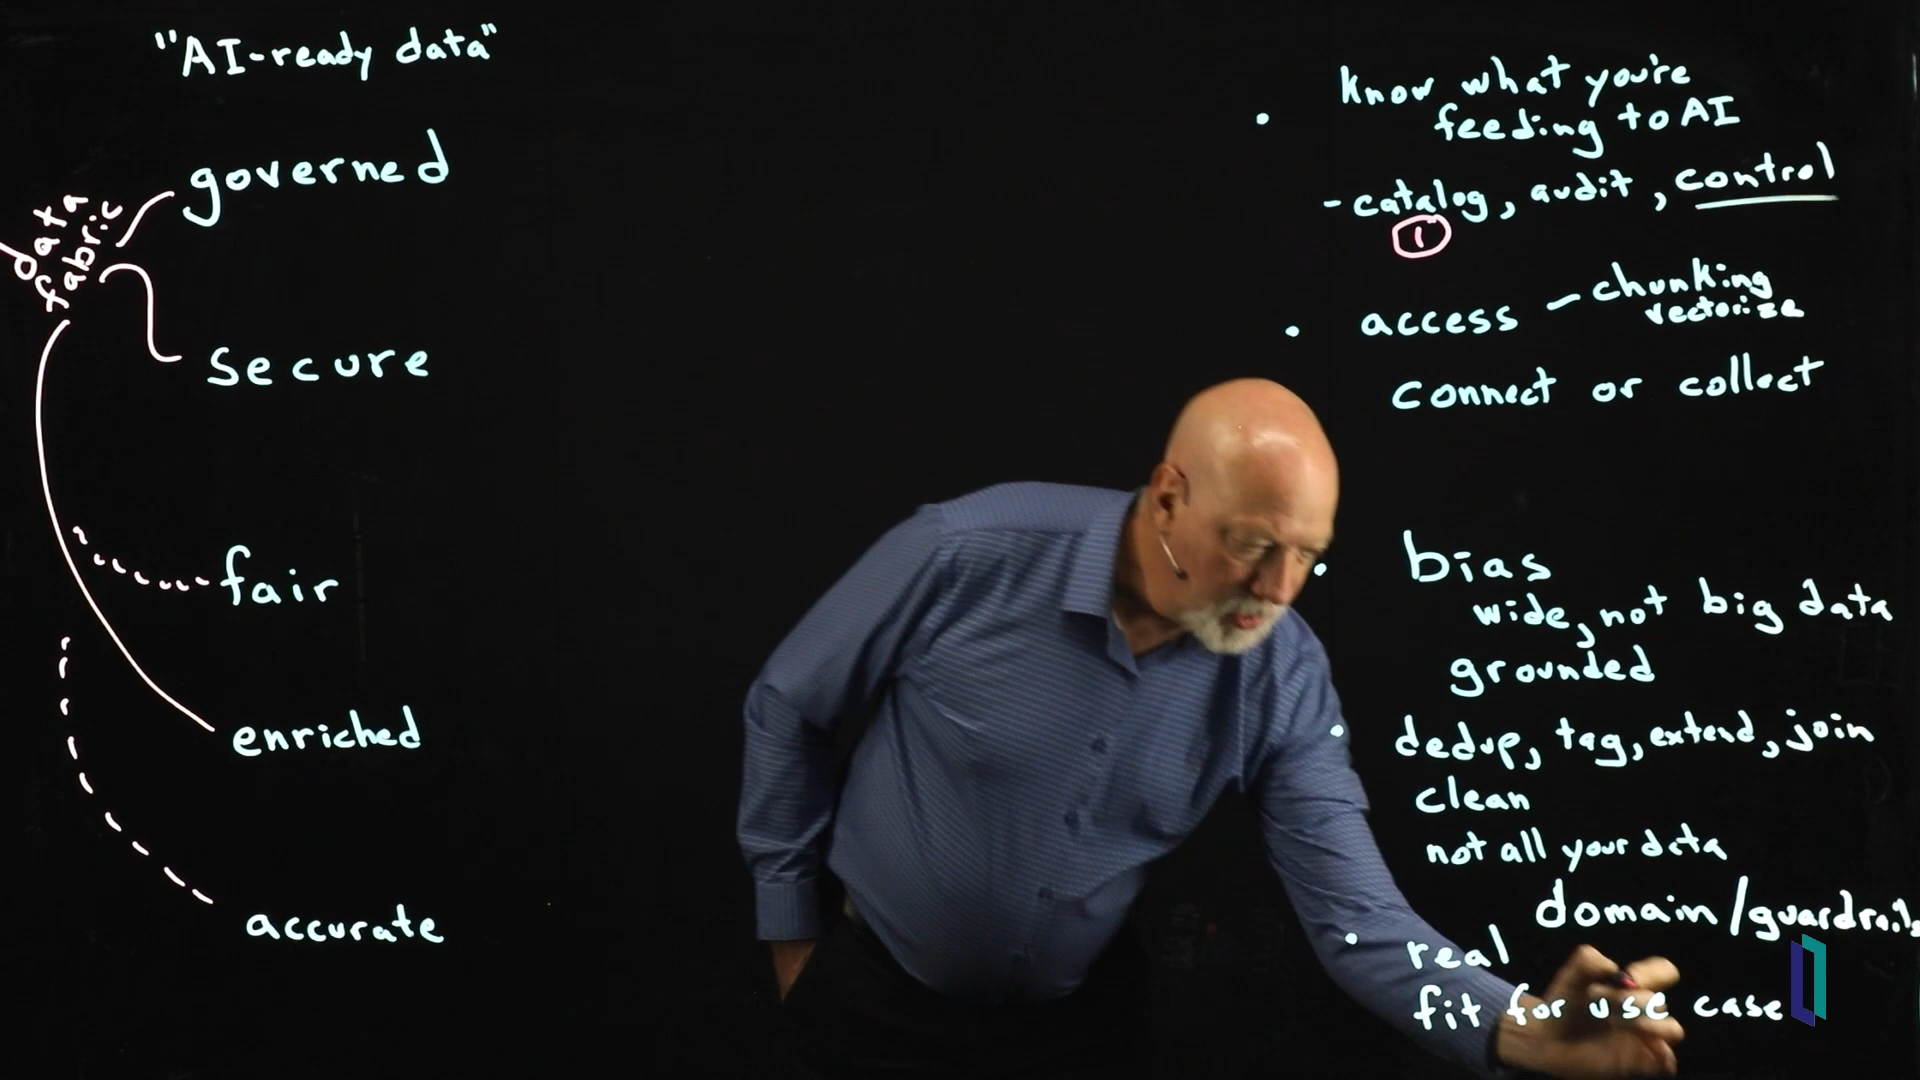 "AI-ready data"
data
fabric
governed
secure
fair
enriched
accurate
• know what you're
feeding to AI
- catalog, audit, control
1
• access - chunking
vectorize
connect or collect
• bias
wide, not big data
grounded
• dedup, tag, extend, join
clean
not all your data
domain/guardrails
• real
fit for use case